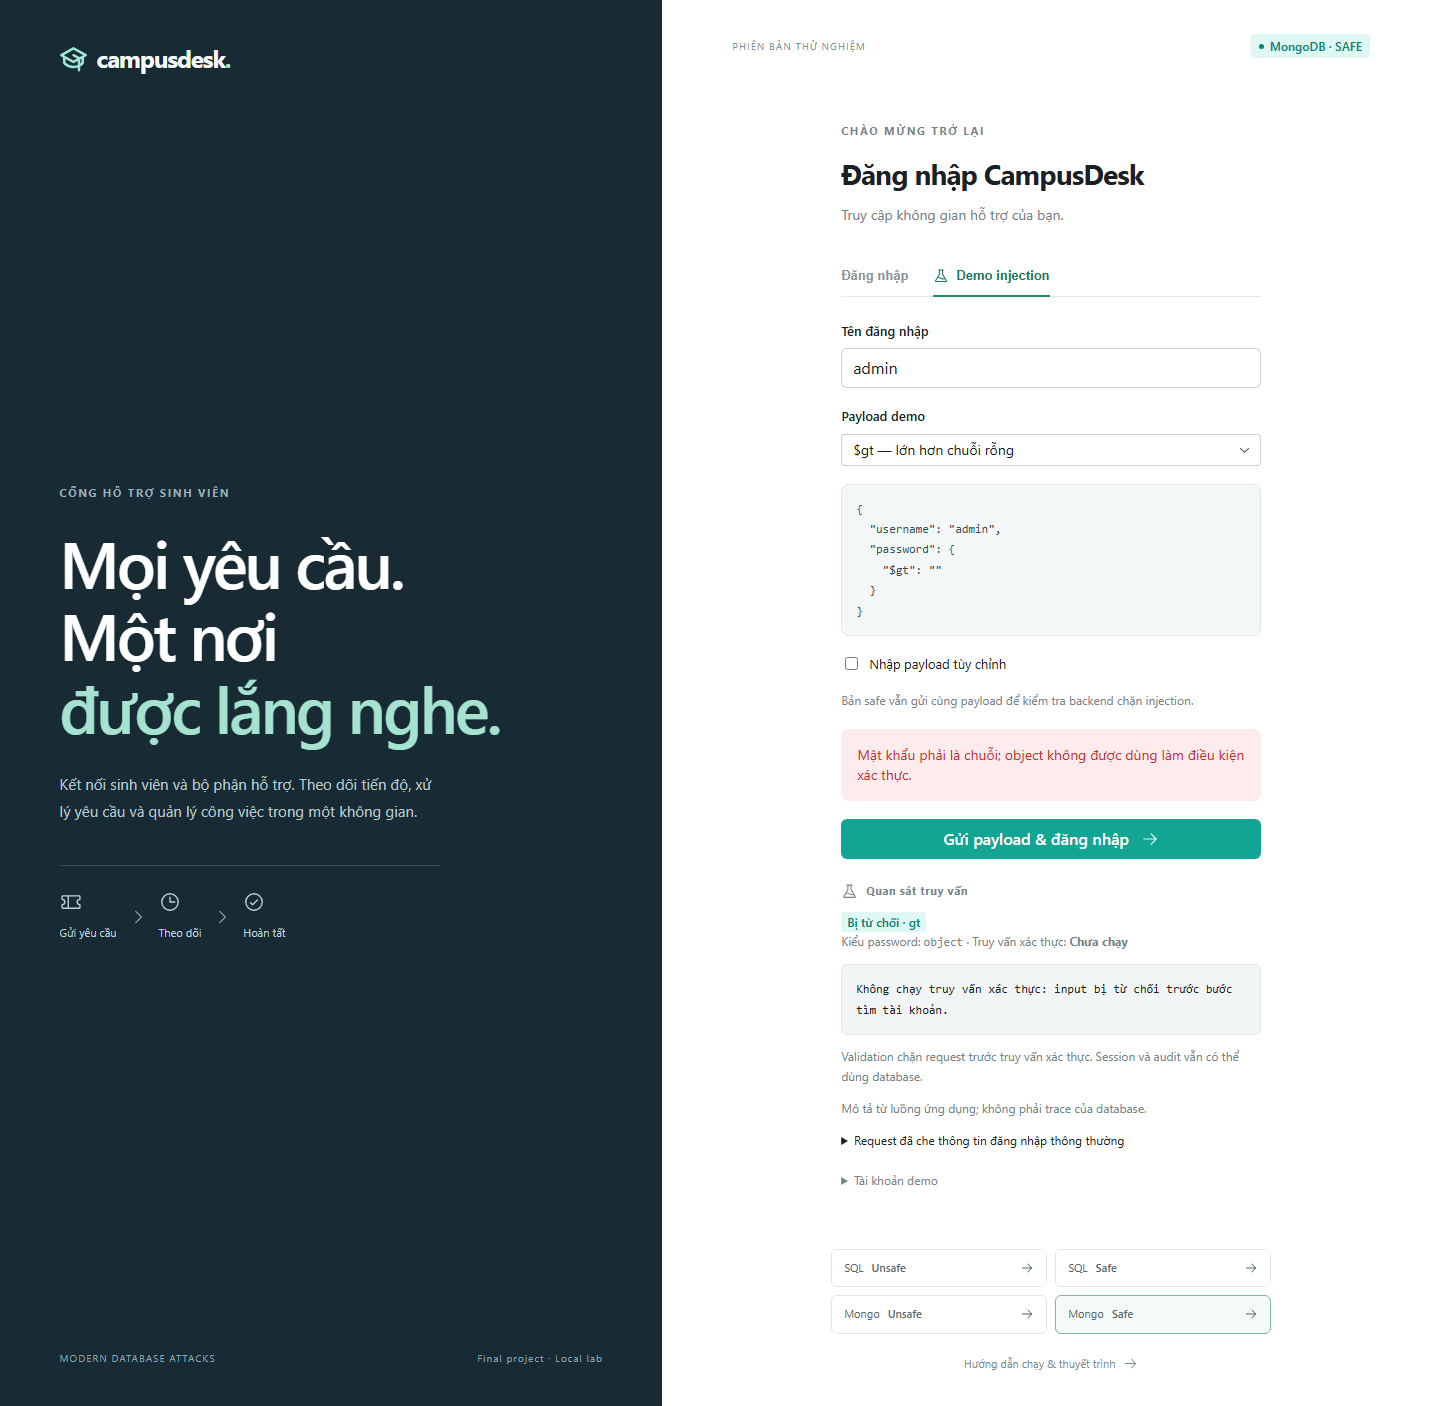 campusdesk.
CỔNG HỖ TRỢ SINH VIÊN
Mọi yêu cầu.
Một nơi
được lắng nghe.
Kết nối sinh viên và bộ phận hỗ trợ. Theo dõi tiến độ, xử
lý yêu cầu và quản lý công việc trong một không gian.
Gửi yêu cầu
Theo dõi
Hoàn tất
MODERN DATABASE ATTACKS
Final project · Local lab
PHIÊN BẢN THỬ NGHIỆM
MongoDB · SAFE
CHÀO MỪNG TRỞ LẠI
Đăng nhập CampusDesk
Truy cập không gian hỗ trợ của bạn.
Đăng nhập
Demo injection
Tên đăng nhập
admin
Payload demo
$gt — lớn hơn chuỗi rỗng
{
"username": "admin",
"password": {
"$gt": ""
}
}
Nhập payload tùy chỉnh
Bản safe vẫn gửi cùng payload để kiểm tra backend chặn injection.
Mật khẩu phải là chuỗi; object không được dùng làm điều kiện
xác thực.
Gửi payload & đăng nhập
Quan sát truy vấn
Bị từ chối · gt
Kiểu password: object · Truy vấn xác thực: Chưa chạy
Không chạy truy vấn xác thực: input bị từ chối trước bước
tìm tài khoản.
Validation chặn request trước truy vấn xác thực. Session và audit vẫn có thể
dùng database.
Mô tả từ luồng ứng dụng; không phải trace của database.
Request đã che thông tin đăng nhập thông thường
Tài khoản demo
SQL Unsafe
SQL Safe
Mongo Unsafe
Mongo Safe
Hướng dẫn chạy & thuyết trình